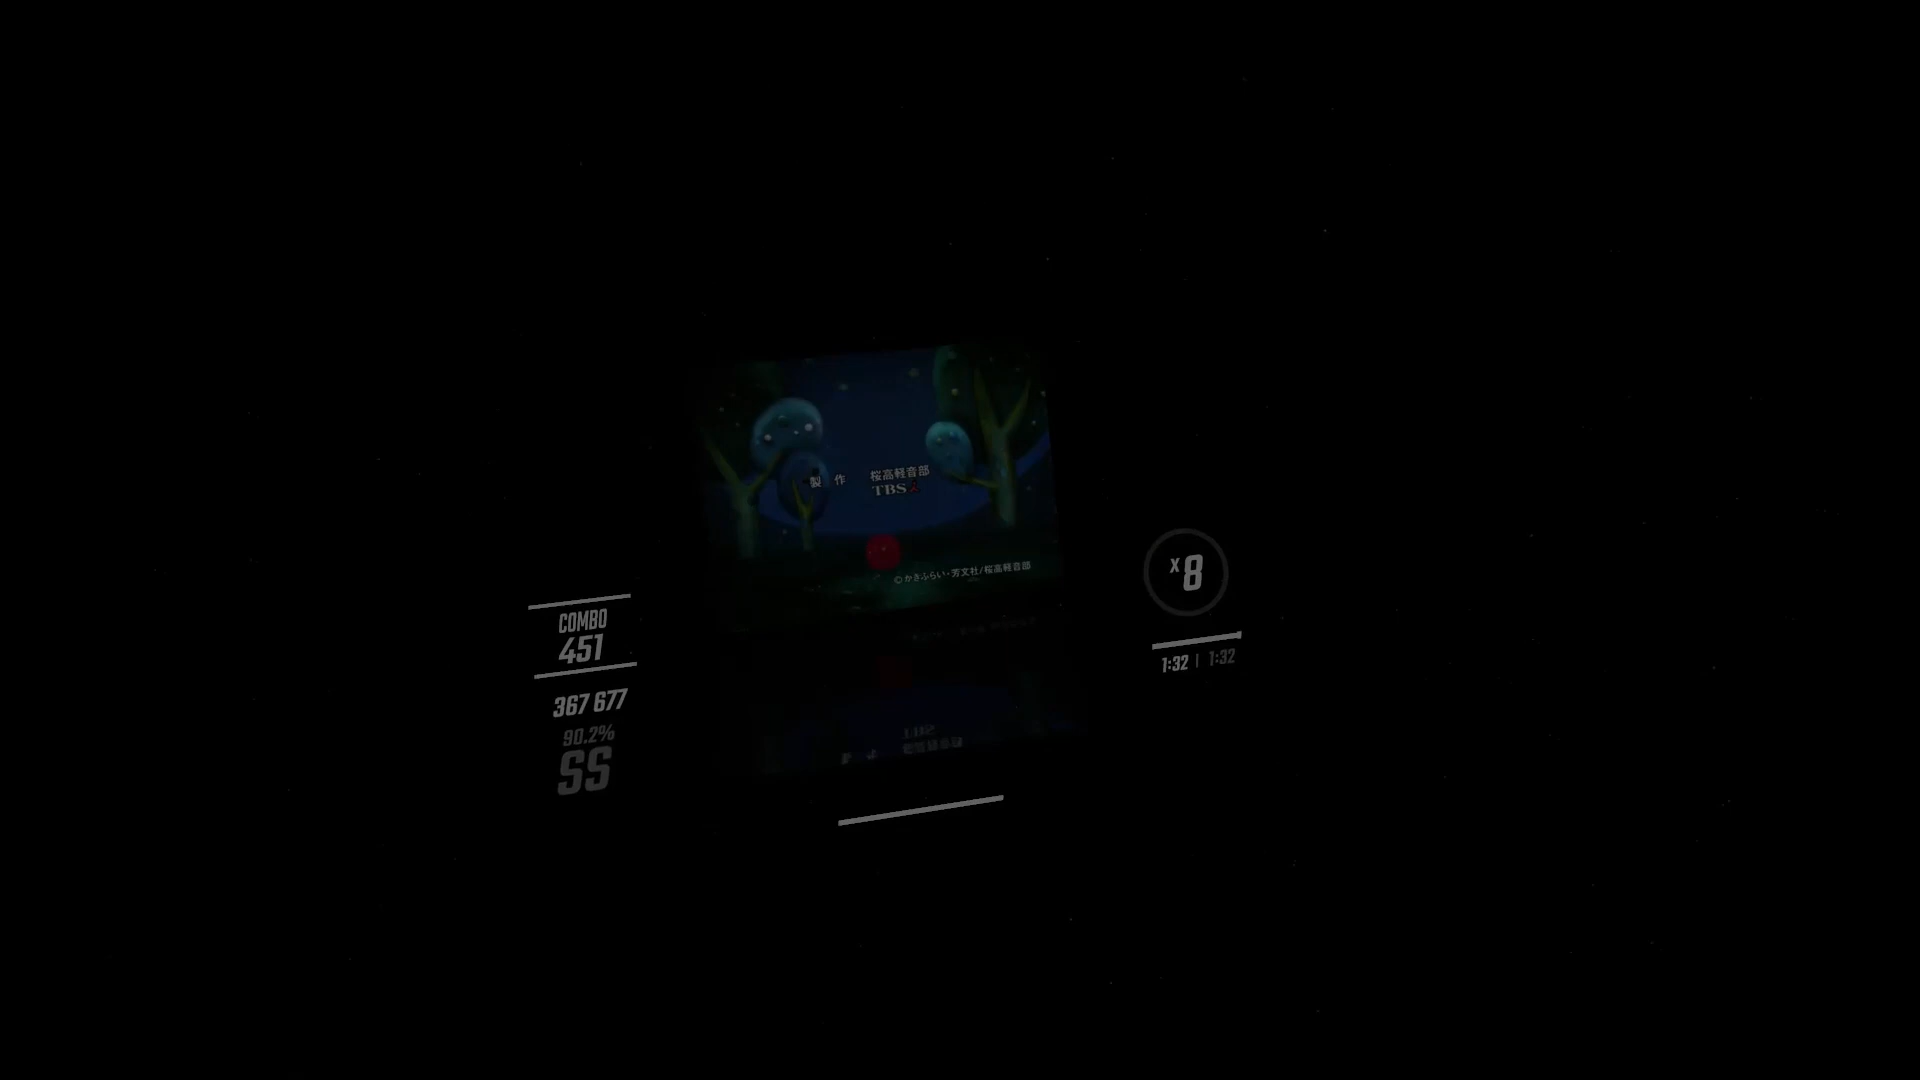 製 作 桜高軽音部
TBS
©かきふらい・芳文社/桜高軽音部
COMBO
451
367 677
90.2%
SS
x8
1:32 | 1:32